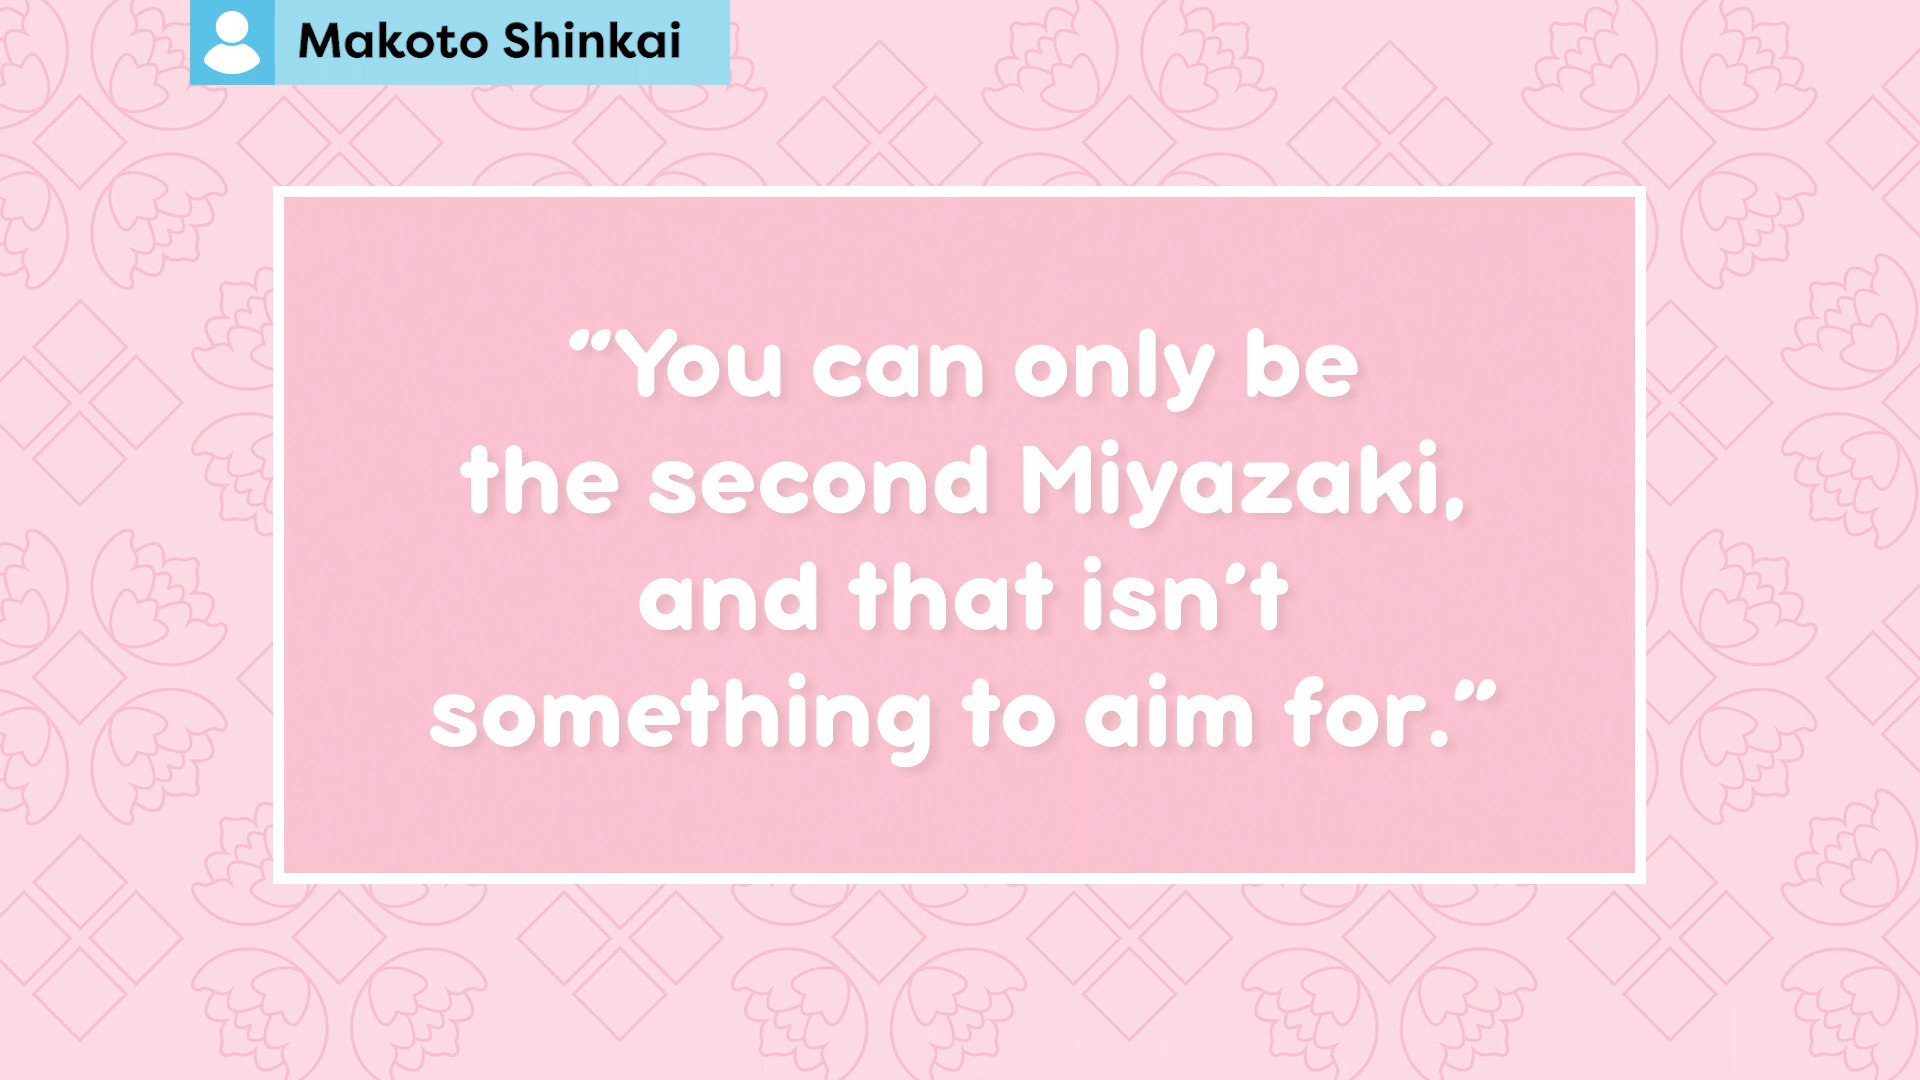 Makoto Shinkai
“You can only be
the second Miyazaki,
and that isn’t
something to aim for.”